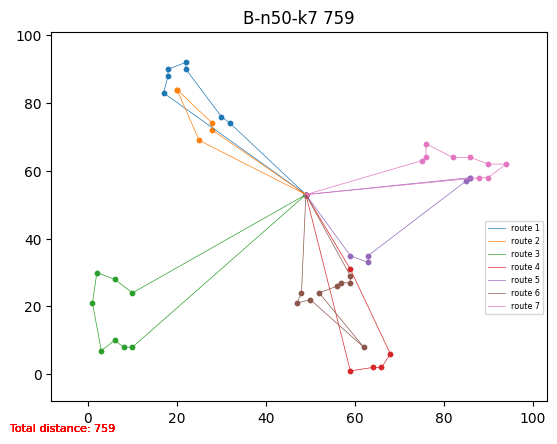 B-n50-k7 759
100
80
60
40
20
0
0 20 40 60 80 100
route 1
route 2
route 3
route 4
route 5
route 6
route 7
Total distance: 759